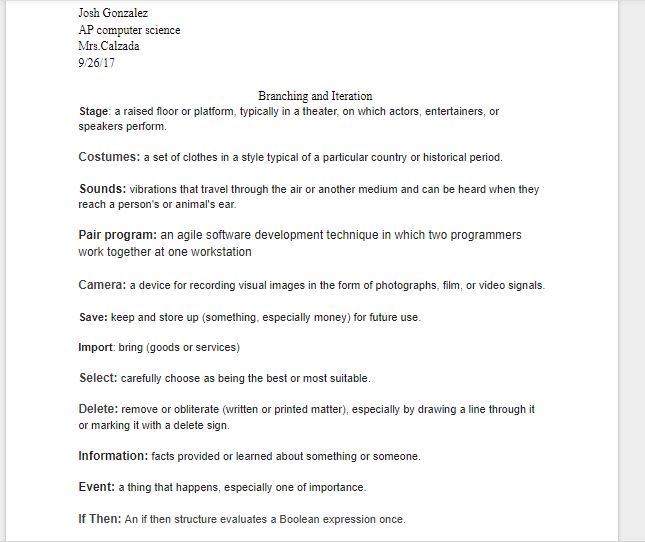 Josh Gonzalez
AP computer science
Mrs.Calzada
9/26/17
Branching and Iteration
Stage: a raised floor or platform, typically in a theater, on which actors, entertainers, or
speakers perform.
Costumes: a set of clothes in a style typical of a particular country or historical period.
Sounds: vibrations that travel through the air or another medium and can be heard when they
reach a person's or animal's ear.
Pair program: an agile software development technique in which two programmers
work together at one workstation
Camera: a device for recording visual images in the form of photographs, film, or video signals.
Save: keep and store up (something, especially money) for future use.
Import: bring (goods or services)
Select: carefully choose as being the best or most suitable.
Delete: remove or obliterate (written or printed matter), especially by drawing a line through it
or marking it with a delete sign.
Information: facts provided or learned about something or someone.
Event: a thing that happens, especially one of importance.
If Then: An if then structure evaluates a Boolean expression once.